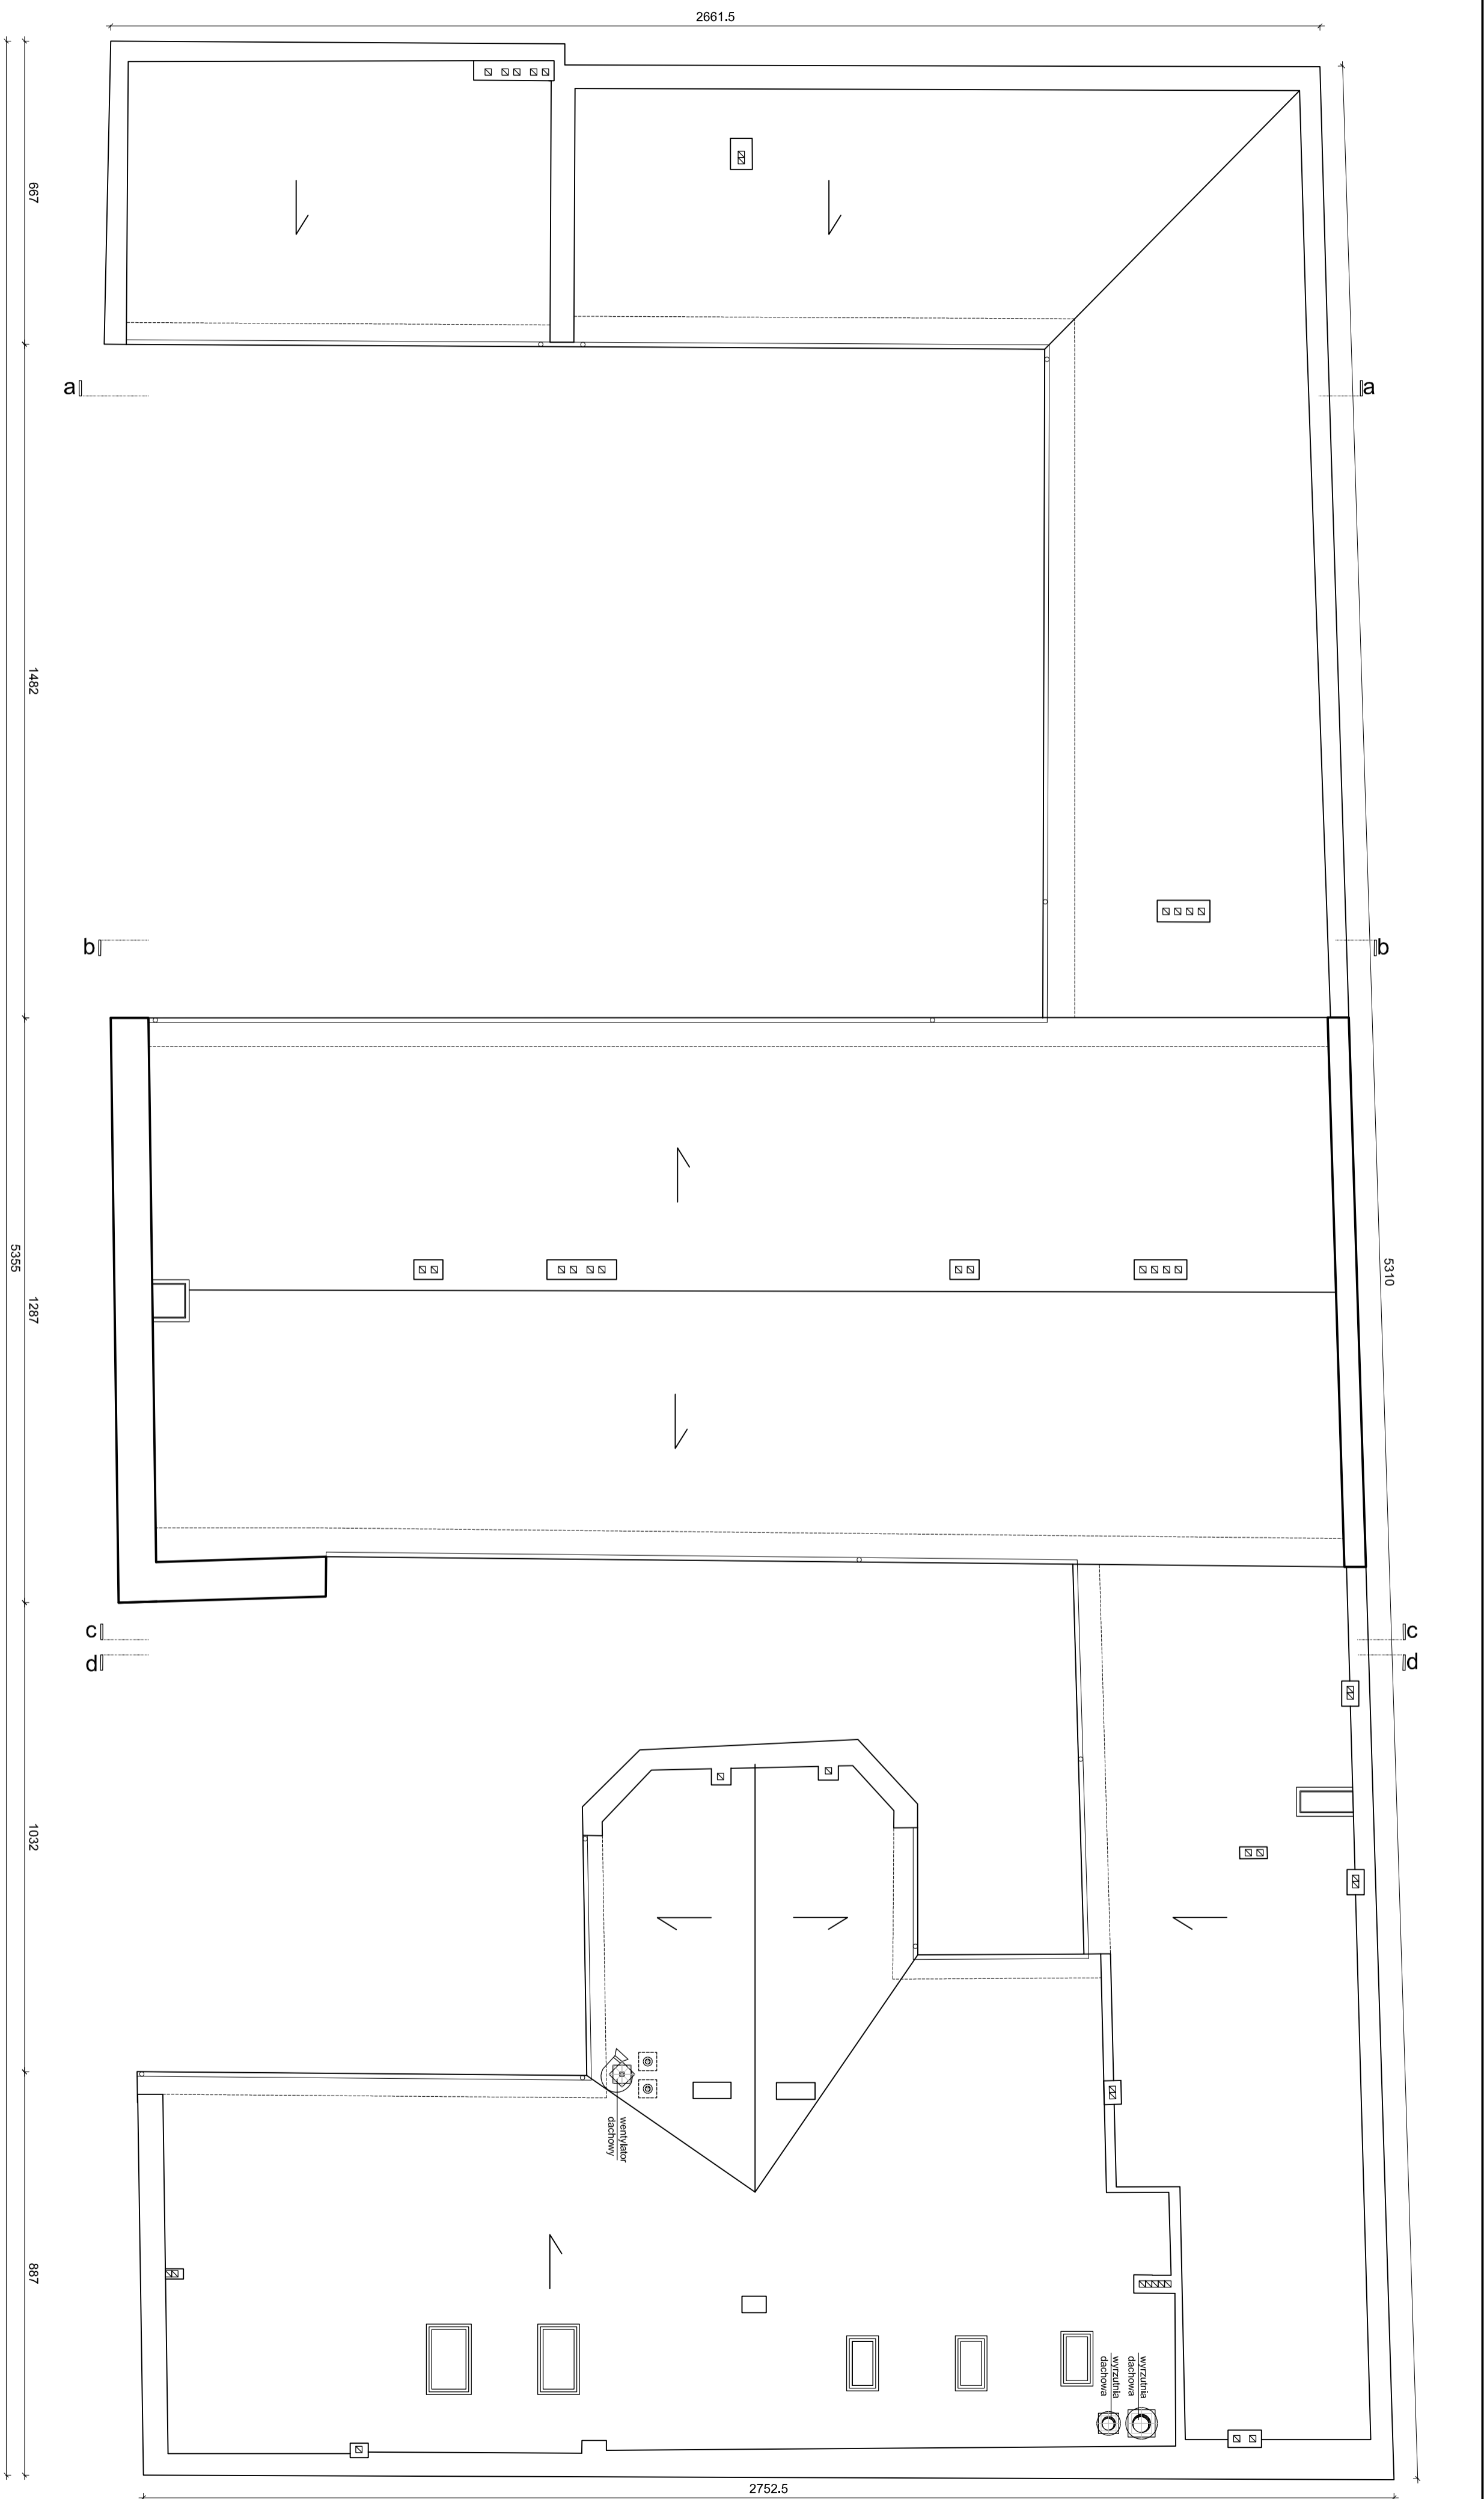 2661.5
667
a
a
1482
b
b
5355
1287
5310
c
c
d
d
1032
wentylator
dachowy
887
wyrzutnia
dachowa
wyrzutnia
dachowa
2752.5